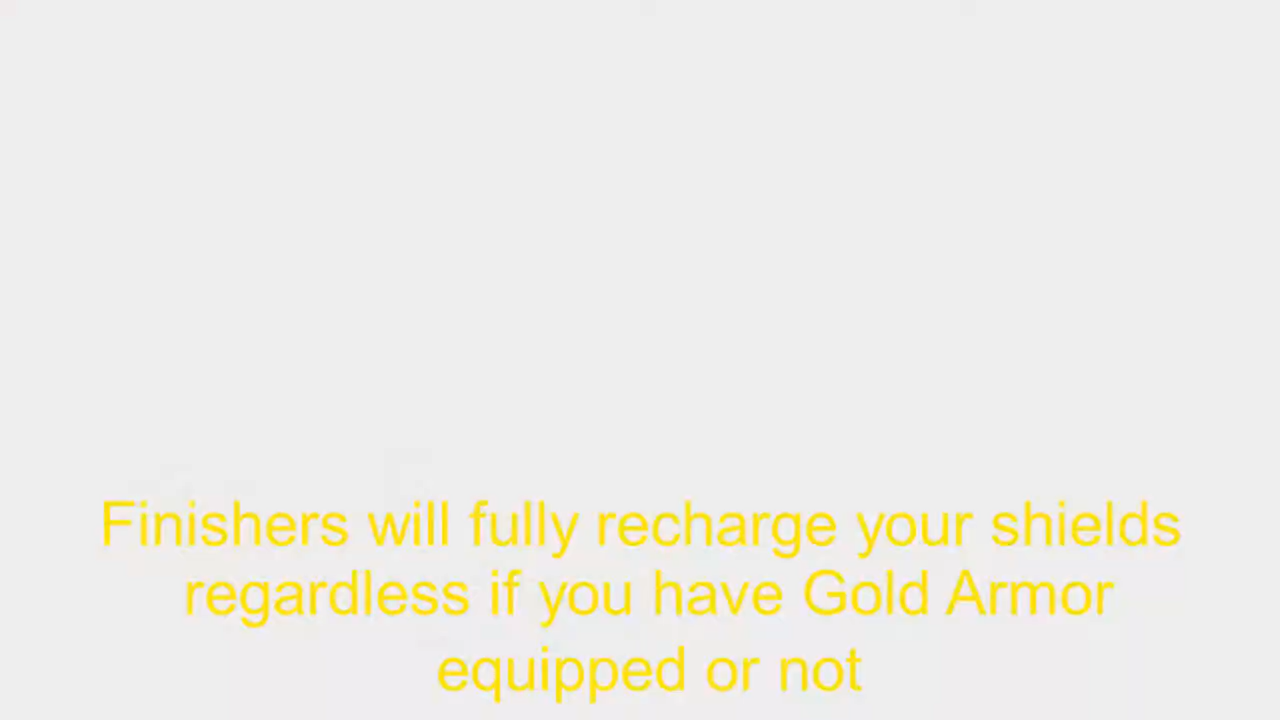 Finishers will fully recharge your shields
regardless if you have Gold Armor
equipped or not